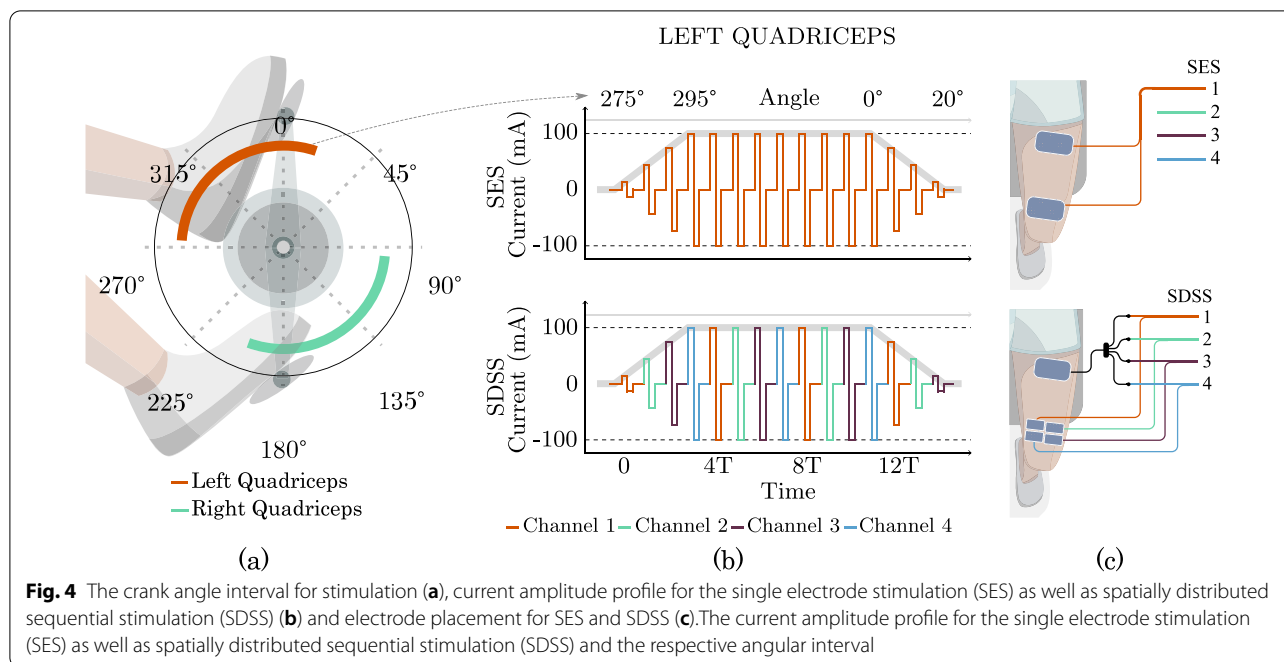 LEFT QUADRICEPS
0°
45°
90°
135°
180°
225°
270°
315°
Left Quadriceps
Right Quadriceps
(a)
275° 295° Angle 0° 20°
SES
Current (mA)
100
0
-100
SDSS
Current (mA)
100
0
-100
0 4T 8T 12T
Time
Channel 1 Channel 2 Channel 3 Channel 4
(b)
SES
1
2
3
4
SDSS
1
2
3
4
(c)
Fig. 4 The crank angle interval for stimulation (a), current amplitude profile for the single electrode stimulation (SES) as well as spatially distributed
sequential stimulation (SDSS) (b) and electrode placement for SES and SDSS (c).The current amplitude profile for the single electrode stimulation
(SES) as well as spatially distributed sequential stimulation (SDSS) and the respective angular interval